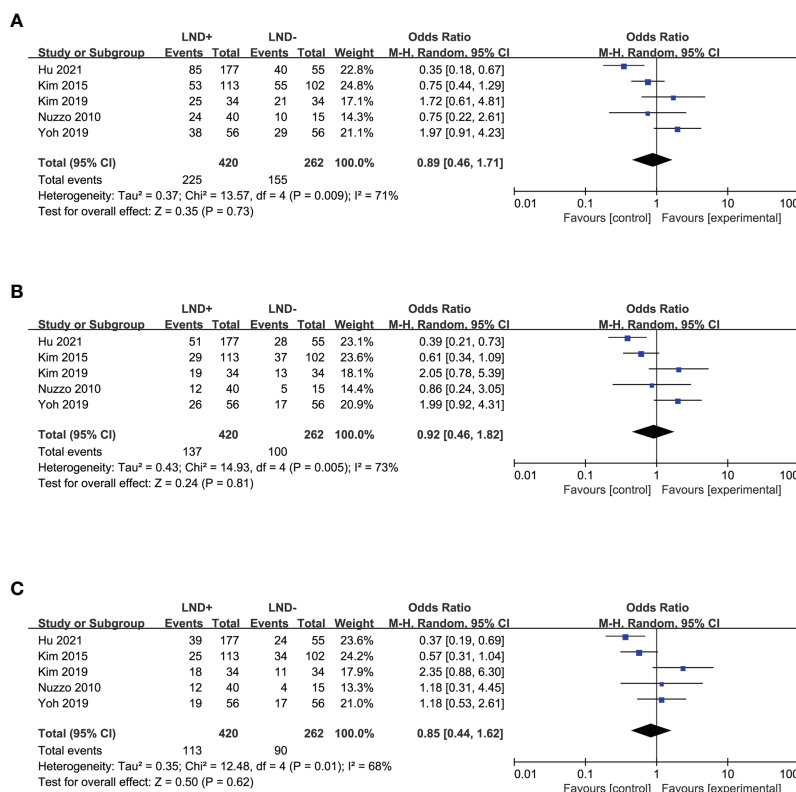 A
LND+ LND- Odds Ratio Odds Ratio
Study or Subgroup Events Total Events Total Weight M-H. Random. 95% CI M-H. Random. 95% CI
Hu 2021 85 177 40 55 22.8% 0.35 [0.18, 0.67]
Kim 2015 53 113 55 102 24.8% 0.75 [0.44, 1.29]
Kim 2019 25 34 21 34 17.1% 1.72 [0.61, 4.81]
Nuzzo 2010 24 40 10 15 14.3% 0.75 [0.22, 2.61]
Yoh 2019 38 56 29 56 21.1% 1.97 [0.91, 4.23]
Total (95% CI) 420 262 100.0% 0.89 [0.46, 1.71]
Total events 225 155
Heterogeneity: Tau² = 0.37; Chi² = 13.57, df = 4 (P = 0.009); I² = 71%
Test for overall effect: Z = 0.35 (P = 0.73)
0.01 0.1 1 10 100
Favours [control] Favours [experimental]
B
LND+ LND- Odds Ratio Odds Ratio
Study or Subgroup Events Total Events Total Weight M-H. Random. 95% CI M-H. Random. 95% CI
Hu 2021 51 177 28 55 23.1% 0.39 [0.21, 0.73]
Kim 2015 29 113 37 102 23.6% 0.61 [0.34, 1.09]
Kim 2019 19 34 13 34 18.1% 2.05 [0.78, 5.39]
Nuzzo 2010 12 40 5 15 14.4% 0.86 [0.24, 3.05]
Yoh 2019 26 56 17 56 20.9% 1.99 [0.92, 4.31]
Total (95% CI) 420 262 100.0% 0.92 [0.46, 1.82]
Total events 137 100
Heterogeneity: Tau² = 0.43; Chi² = 14.93, df = 4 (P = 0.005); I² = 73%
Test for overall effect: Z = 0.24 (P = 0.81)
0.01 0.1 1 10 100
Favours [control] Favours [experimental]
C
LND+ LND- Odds Ratio Odds Ratio
Study or Subgroup Events Total Events Total Weight M-H. Random. 95% CI M-H. Random. 95% CI
Hu 2021 39 177 24 55 23.6% 0.37 [0.19, 0.69]
Kim 2015 25 113 34 102 24.2% 0.57 [0.31, 1.04]
Kim 2019 18 34 11 34 17.9% 2.35 [0.88, 6.30]
Nuzzo 2010 12 40 4 15 13.3% 1.18 [0.31, 4.45]
Yoh 2019 19 56 17 56 21.0% 1.18 [0.53, 2.61]
Total (95% CI) 420 262 100.0% 0.85 [0.44, 1.62]
Total events 113 90
Heterogeneity: Tau² = 0.35; Chi² = 12.48, df = 4 (P = 0.01); I² = 68%
Test for overall effect: Z = 0.50 (P = 0.62)
0.01 0.1 1 10 100
Favours [control] Favours [experimental]